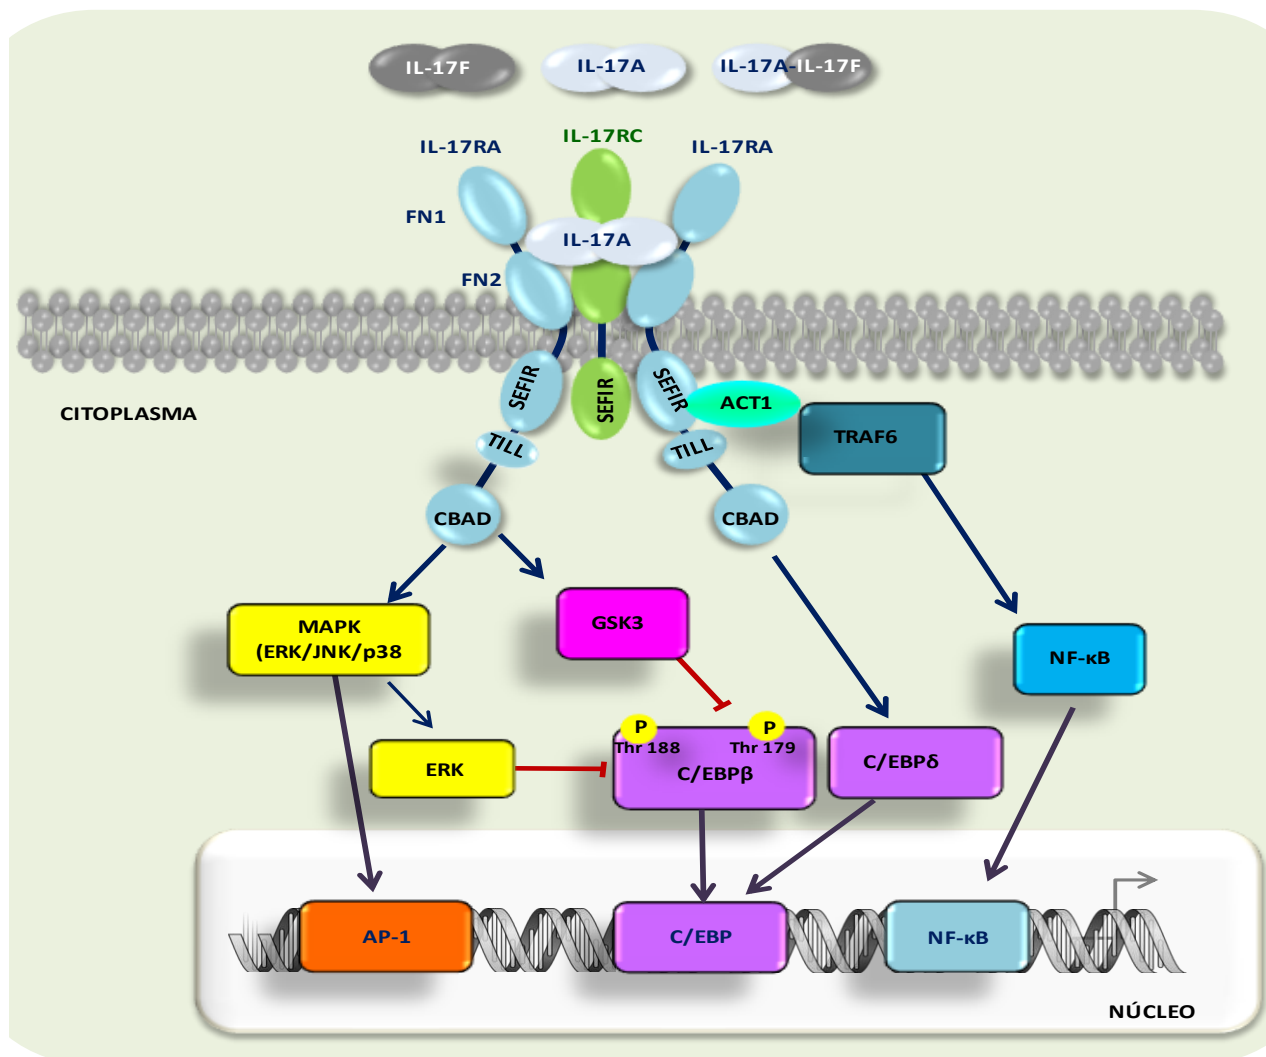 IL-17F
IL-17A
IL-17A-IL-17F
IL-17RC
IL-17RA
IL-17RA
FN1
IL-17A
FN2
SEFIR
SEFIR
SEFIR
ACT1
CITOPLASMA
TRAF6
TILL
TILL
CBAD
CBAD
MAPK
(ERK/JNK/p38
GSK3
NF-κB
P
P
Thr 188
Thr 179
C/EBPβ
C/EBPδ
ERK
AP-1
C/EBP
NF-κB
NÚCLEO